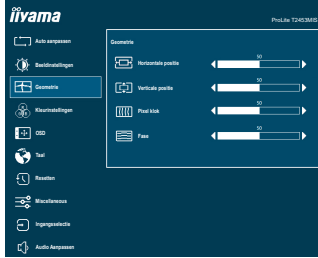 iiyama
ProLite T2453MIS
Auto aanpassen
Beeldinstellingen
Geometrie
Kleurinstellingen
OSD
Taal
Resetten
Miscellaneous
Ingangsselectie
Audio Aanpassen
Geometrie
Horizontale positie
50
Verticale positie
50
Pixel klok
50
Fase
50